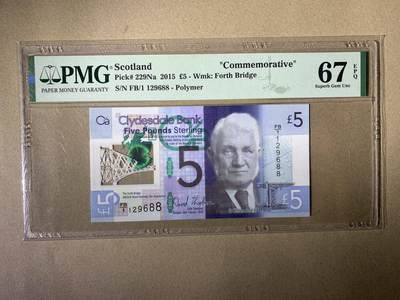 PMG
PAPER MONEY GUARANTY
Scotland "Commemorative"
Pick# 229Na 2015 £5 - Wmk: Forth Bridge
S/N FB/1 129688 - Polymer
67 EPQ
Superb Gem Unc
Clydesdale Bank
Five Pounds Sterling
£5
FB/1 129688
5
£5
FB/1 129688
£5